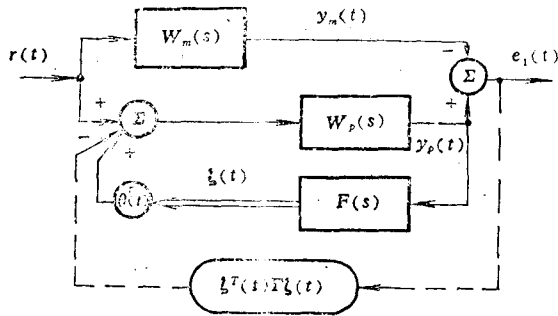 y_m(t)
r(t)
W_m(s)
−
Σ
e_1(t)
+
+
−
Σ
+
W_p(s)
y_p(t)
ξ(t)
θ(t)
F(s)
ξ^T(t)Γξ(t)